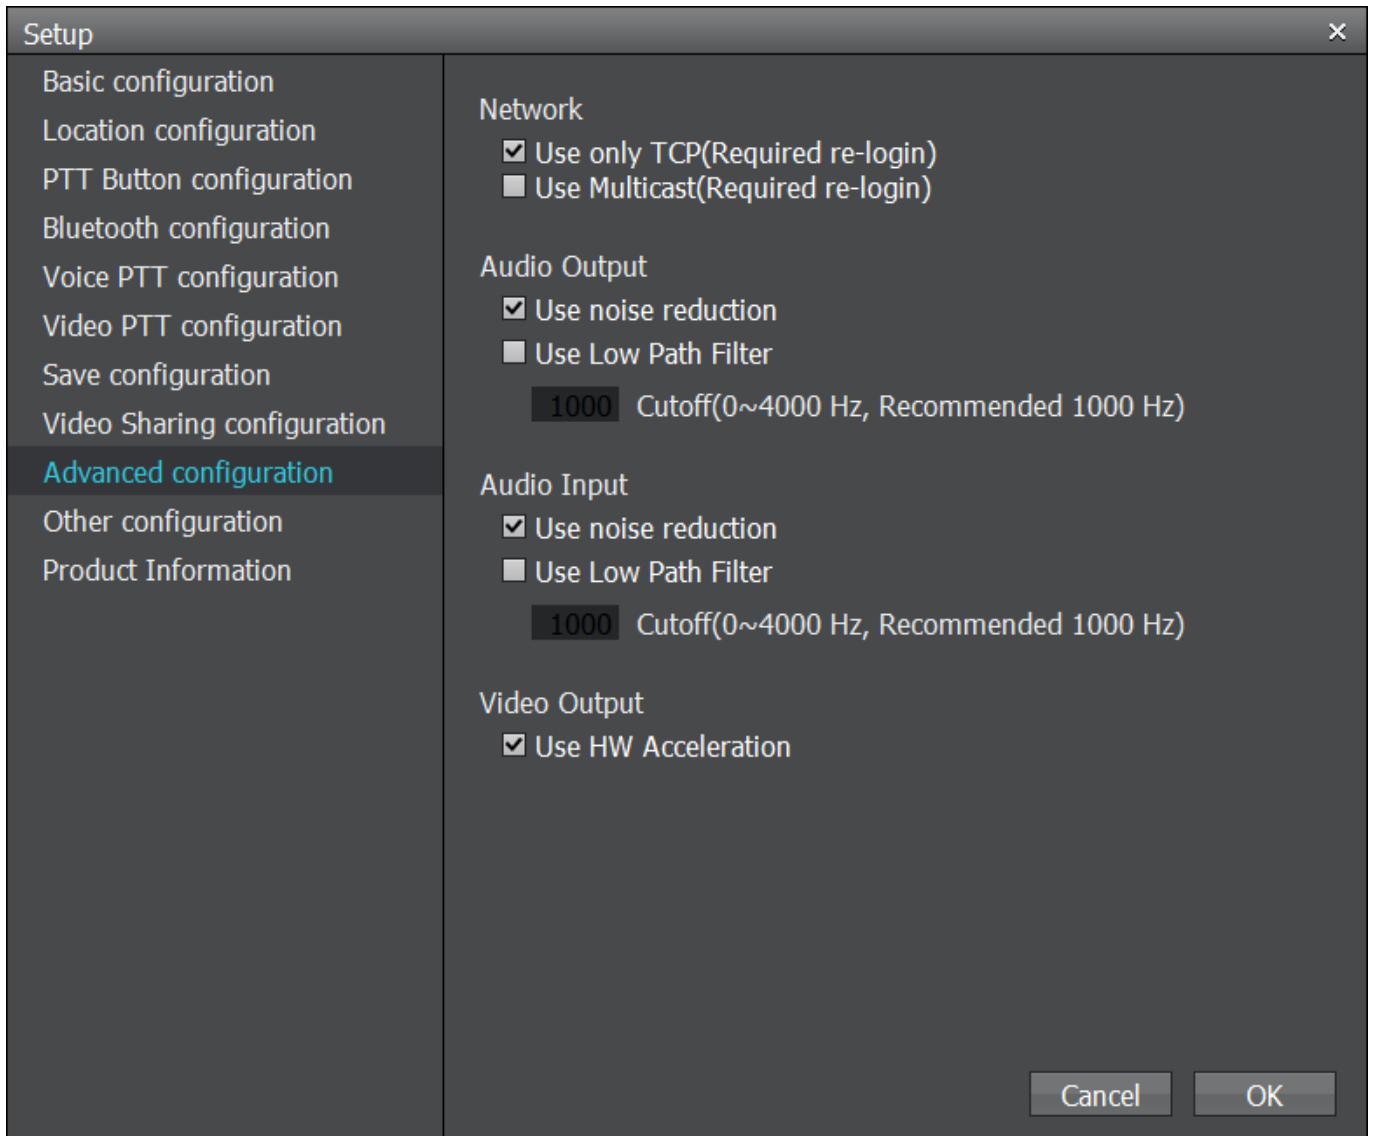 Setup
Basic configuration
Location configuration
PTT Button configuration
Bluetooth configuration
Voice PTT configuration
Video PTT configuration
Save configuration
Video Sharing configuration
Advanced configuration
Other configuration
Product Information
Network
Use only TCP(Required re-login)
Use Multicast(Required re-login)
Audio Output
Use noise reduction
Use Low Path Filter
1000 Cutoff(0~4000 Hz, Recommended 1000 Hz)
Audio Input
Use noise reduction
Use Low Path Filter
1000 Cutoff(0~4000 Hz, Recommended 1000 Hz)
Video Output
Use HW Acceleration
Cancel OK